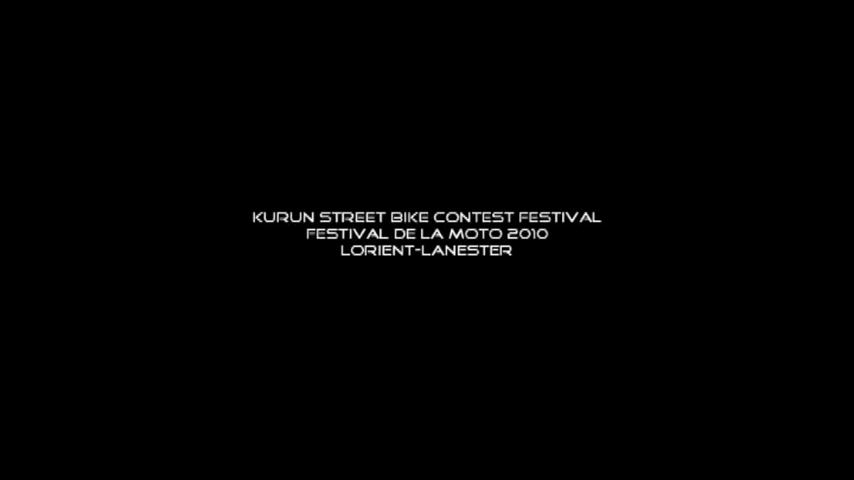 KURUN STREET BIKE CONTEST FESTIVAL
FESTIVAL DE LA MOTO 2010
LORIENT-LANESTER